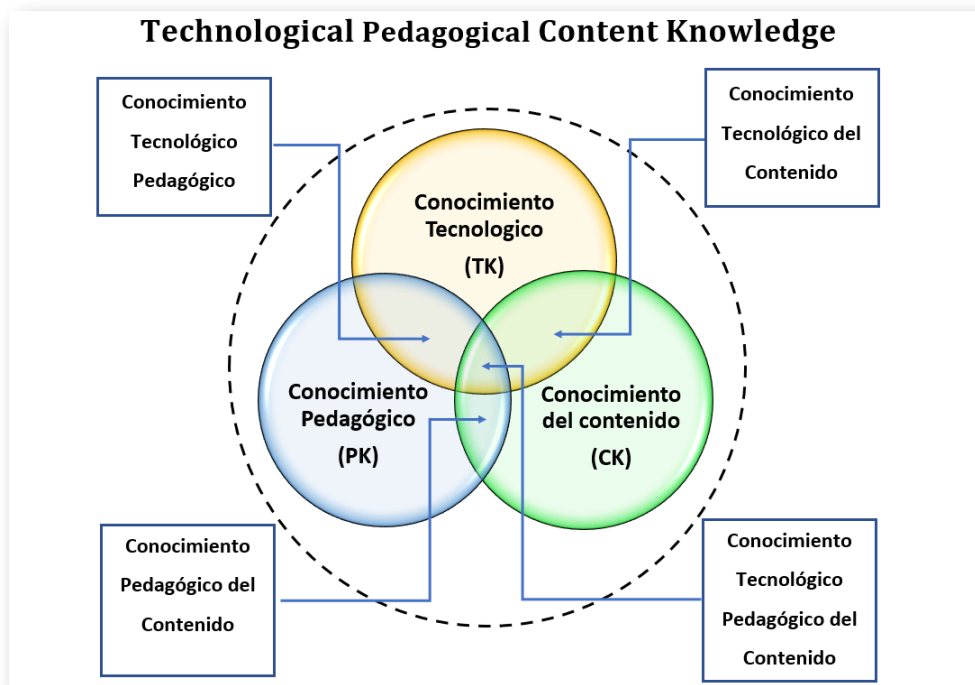 Technological Pedagogical Content Knowledge
Conocimiento
Tecnológico
Pedagógico
Conocimiento
Tecnológico del
Contenido
Conocimiento
Tecnologico
(TK)
Conocimiento
Pedagógico
(PK)
Conocimiento
del contenido
(CK)
Conocimiento
Pedagógico del
Contenido
Conocimiento
Tecnológico
Pedagógico del
Contenido